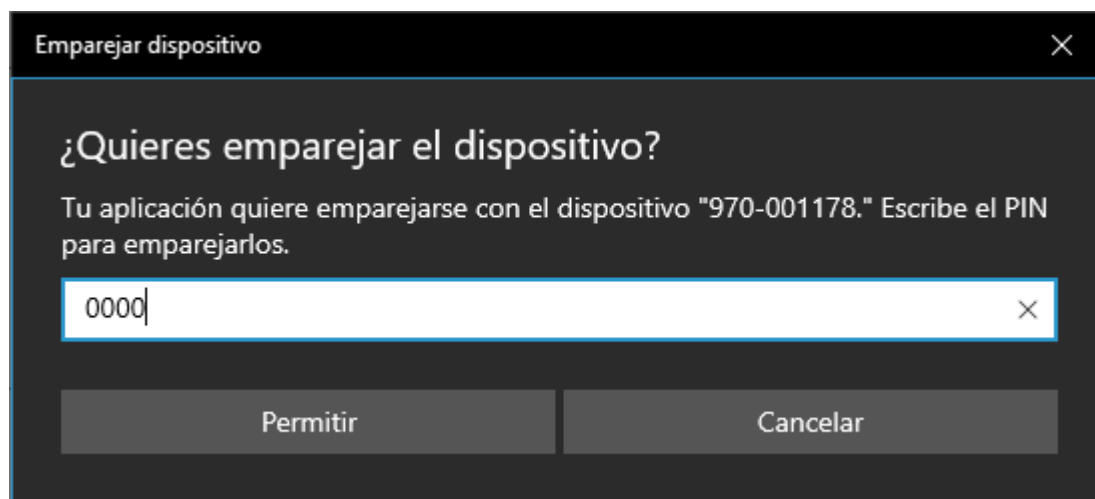 Emparejar dispositivo
¿Quieres emparejar el dispositivo?
Tu aplicación quiere emparejarse con el dispositivo "970-001178." Escribe el PIN
para emparejarlos.
0000
Permitir
Cancelar